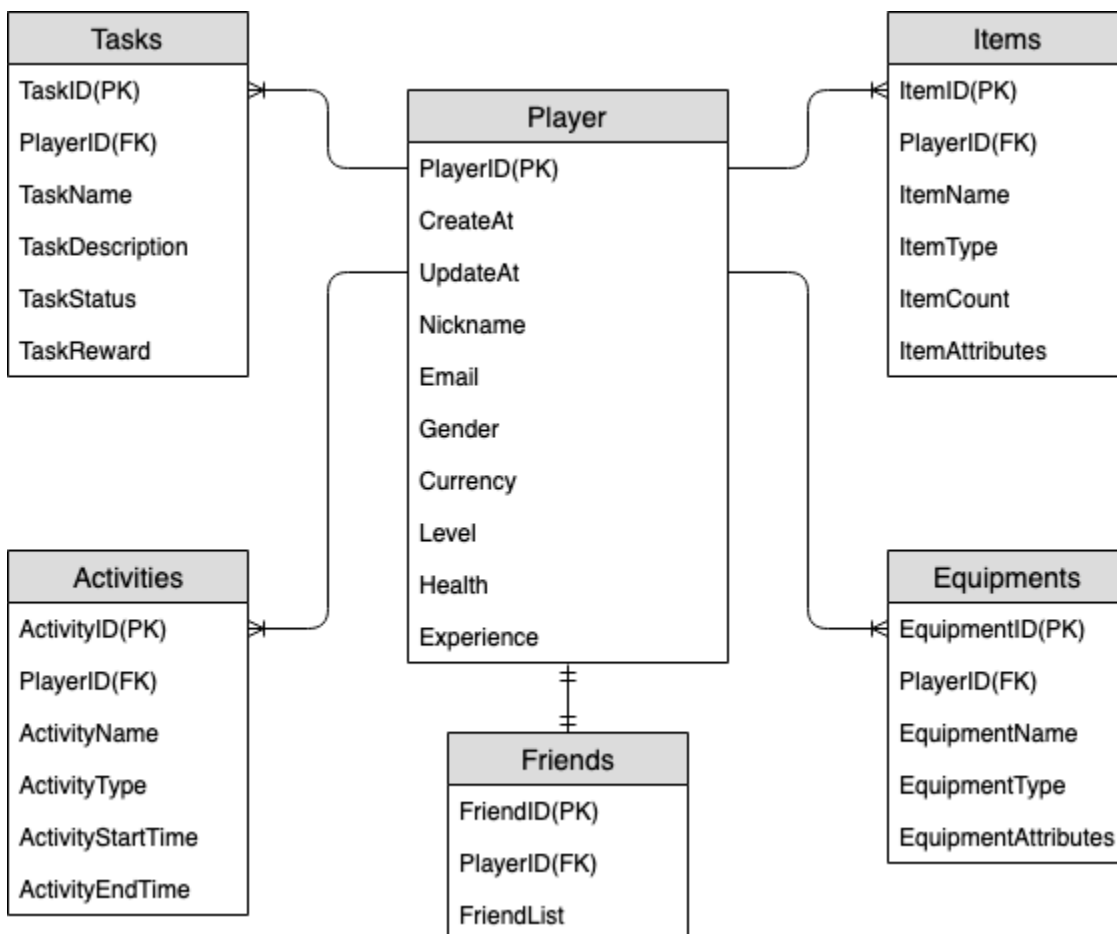 Tasks
TaskID(PK)
PlayerID(FK)
TaskName
TaskDescription
TaskStatus
TaskReward
Player
PlayerID(PK)
CreateAt
UpdateAt
Nickname
Email
Gender
Currency
Level
Health
Experience
Items
ItemID(PK)
PlayerID(FK)
ItemName
ItemType
ItemCount
ItemAttributes
Activities
ActivityID(PK)
PlayerID(FK)
ActivityName
ActivityType
ActivityStartTime
ActivityEndTime
Friends
FriendID(PK)
PlayerID(FK)
FriendList
Equipments
EquipmentID(PK)
PlayerID(FK)
EquipmentName
EquipmentType
EquipmentAttributes